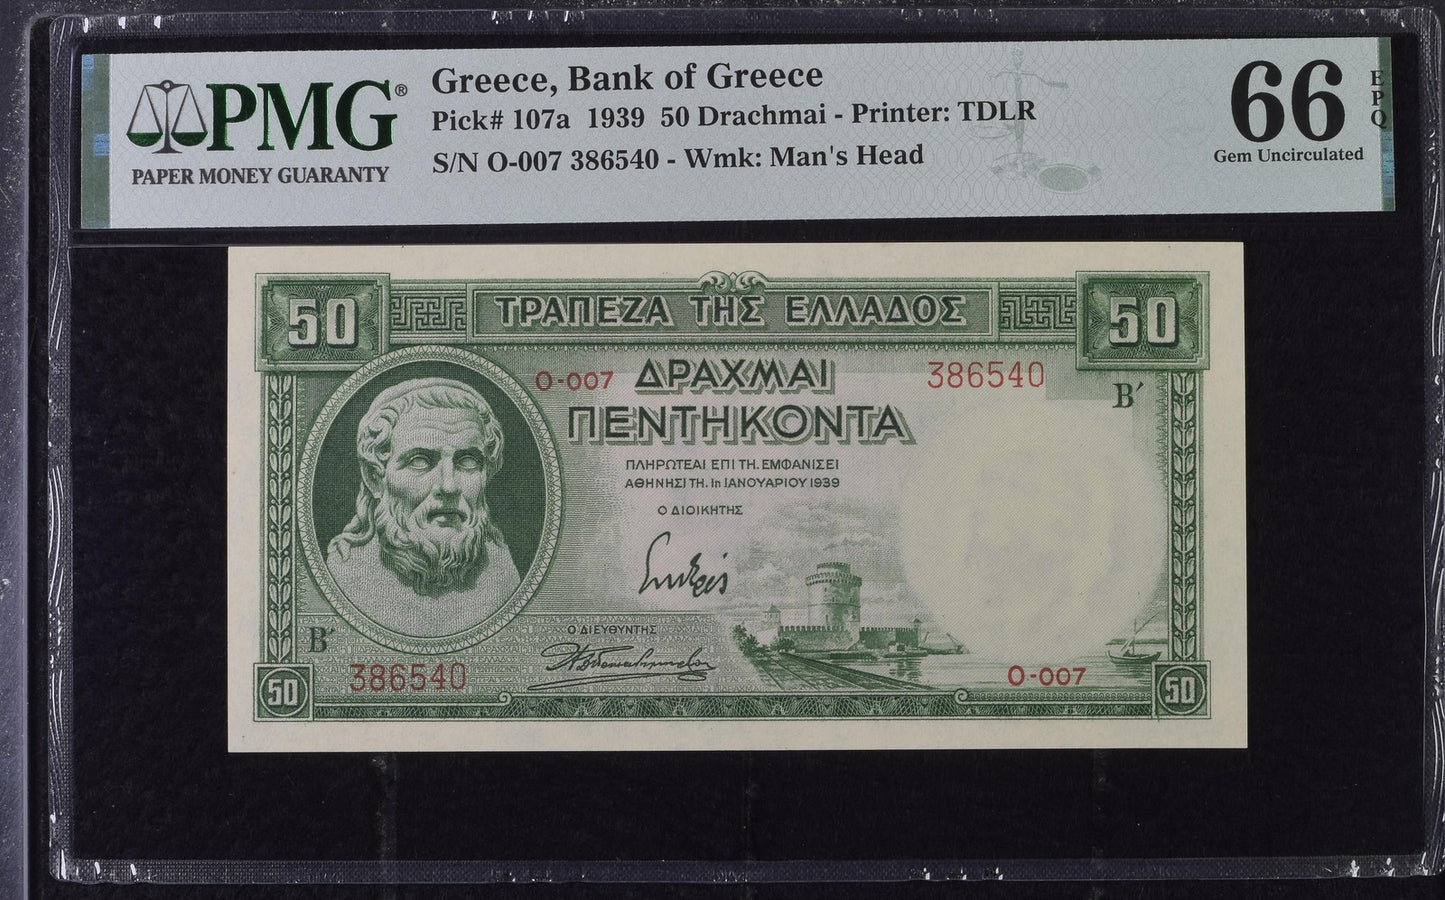 PMG®
PAPER MONEY GUARANTY
Greece, Bank of Greece
Pick# 107a 1939 50 Drachmai - Printer: TDLR
S/N O-007 386540 - Wmk: Man's Head
66 EPQ
Gem Uncirculated
50 ΤΡΑΠΕΖΑ ΤΗΣ ΕΛΛΑΔΟΣ 50
O-007 ΔΡΑΧΜΑΙ 386540
Β′
ΠΕΝΤΗΚΟΝΤΑ
ΠΛΗΡΩΤΕΑΙ ΕΠΙ ΤΗ. ΕΜΦΑΝΙΣΕΙ
ΑΘΗΝΗΣΙ ΤΗ. 1η ΙΑΝΟΥΑΡΙΟΥ 1939
Ο ΔΙΟΙΚΗΤΗΣ
Ο ΔΙΕΥΘΥΝΤΗΣ
Β′
386540
O-007
50 50